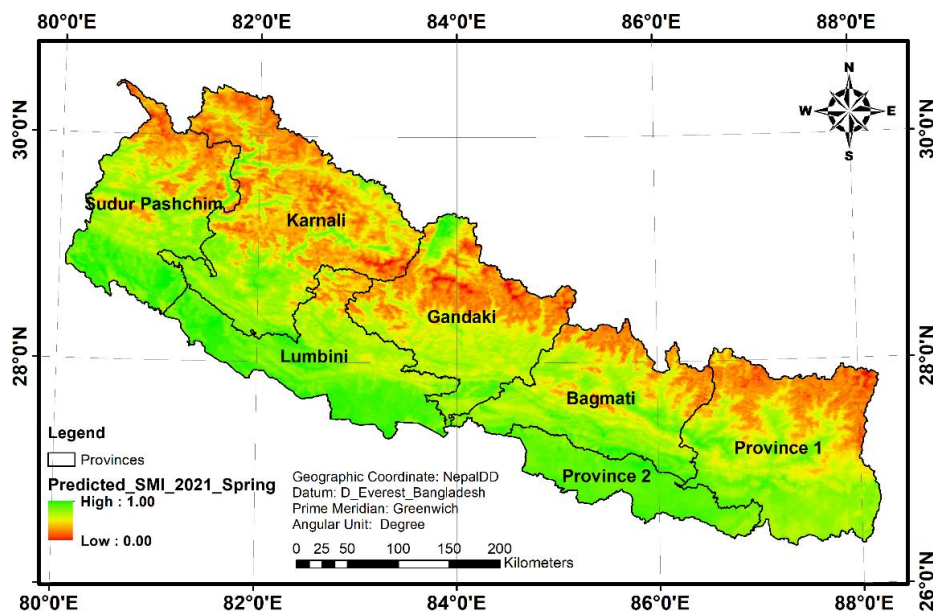 80°0'E 82°0'E 84°0'E 86°0'E 88°0'E
N
W E
S
30°0'N 30°0'N
Sudur Pashchim
Karnali
Gandaki
28°0'N 28°0'N
Lumbini
Bagmati
Province 1
Province 2
Legend
Provinces
Predicted_SMI_2021_Spring
High : 1.00
Low : 0.00
Geographic Coordinate: NepalDD
Datum: D_Everest_Bangladesh
Prime Meridian: Greenwich
Angular Unit: Degree
0 25 50 100 150 200
Kilometers
26°0'N
80°0'E 82°0'E 84°0'E 86°0'E 88°0'E